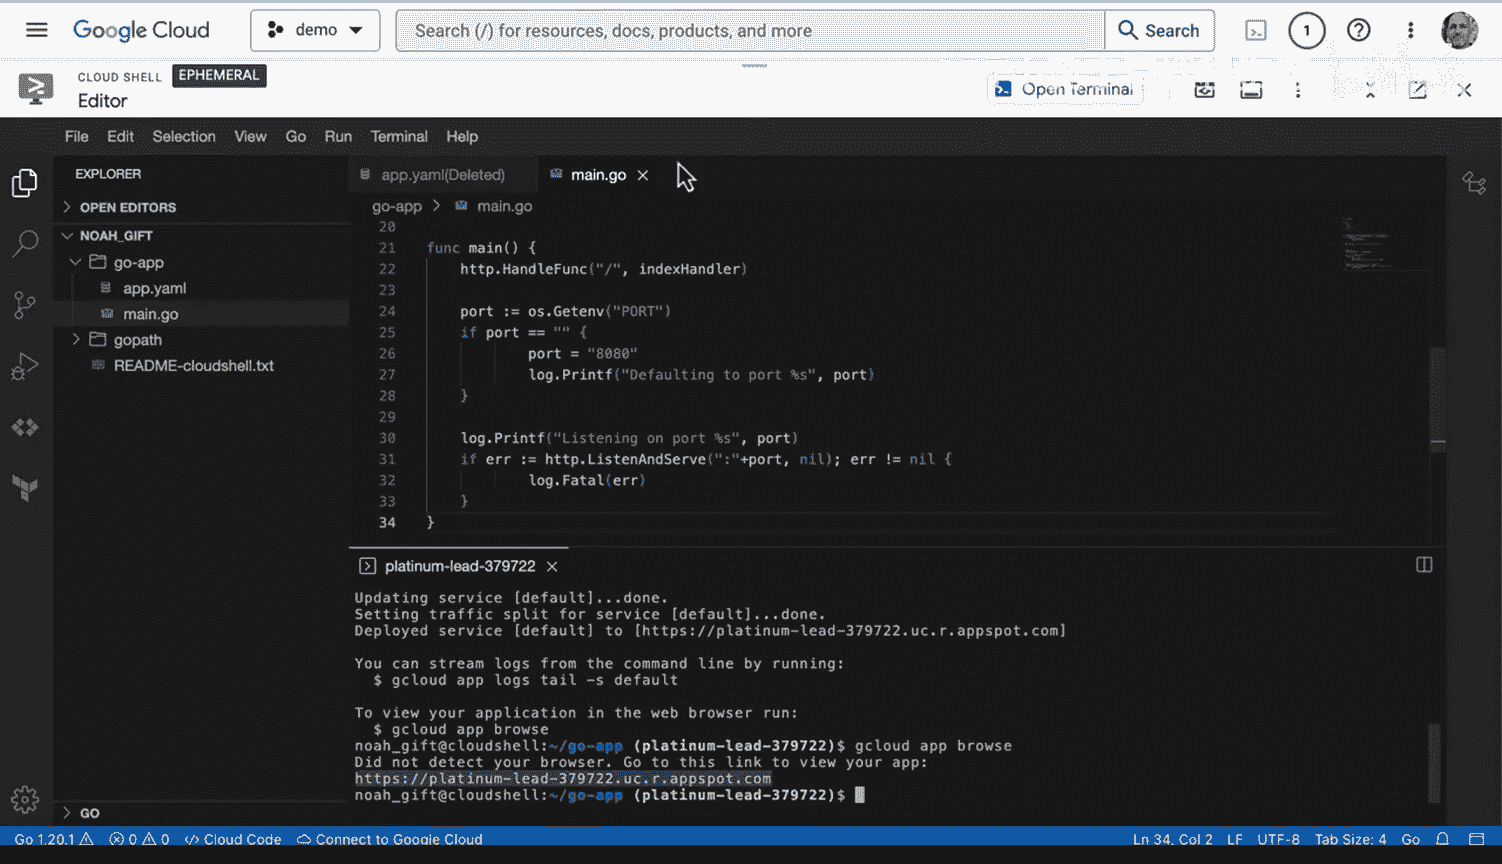 Google Cloud
demo
Search (/) for resources, docs, products, and more
Search
1
CLOUD SHELL
EPHEMERAL
Editor
Open Terminal
File Edit Selection View Go Run Terminal Help
EXPLORER
OPEN EDITORS
NOAH_GIFT
go-app
app.yaml
main.go
gopath
README-cloudshell.txt
GO
app.yaml(Deleted)
main.go
go-app > main.go
20
21 func main() {
22 http.HandleFunc("/", indexHandler)
23
24 port := os.Getenv("PORT")
25 if port == "" {
26 port = "8080"
27 log.Printf("Defaulting to port %s", port)
28 }
29
30 log.Printf("Listening on port %s", port)
31 if err := http.ListenAndServe(":"+port, nil); err != nil {
32 log.Fatal(err)
33 }
34 }
platinum-lead-379722
Updating service [default]...done.
Setting traffic split for service [default]...done.
Deployed service [default] to [https://platinum-lead-379722.uc.r.appspot.com]
You can stream logs from the command line by running:
$ gcloud app logs tail -s default
To view your application in the web browser run:
$ gcloud app browse
noah_gift@cloudshell:~/go-app (platinum-lead-379722)$ gcloud app browse
Did not detect your browser. Go to this link to view your app:
https://platinum-lead-379722.uc.r.appspot.com
noah_gift@cloudshell:~/go-app (platinum-lead-379722)$
Go 1.20.1 0 0 Cloud Code Connect to Google Cloud
Ln 34, Col 2 LF UTF-8 Tab Size: 4 Go